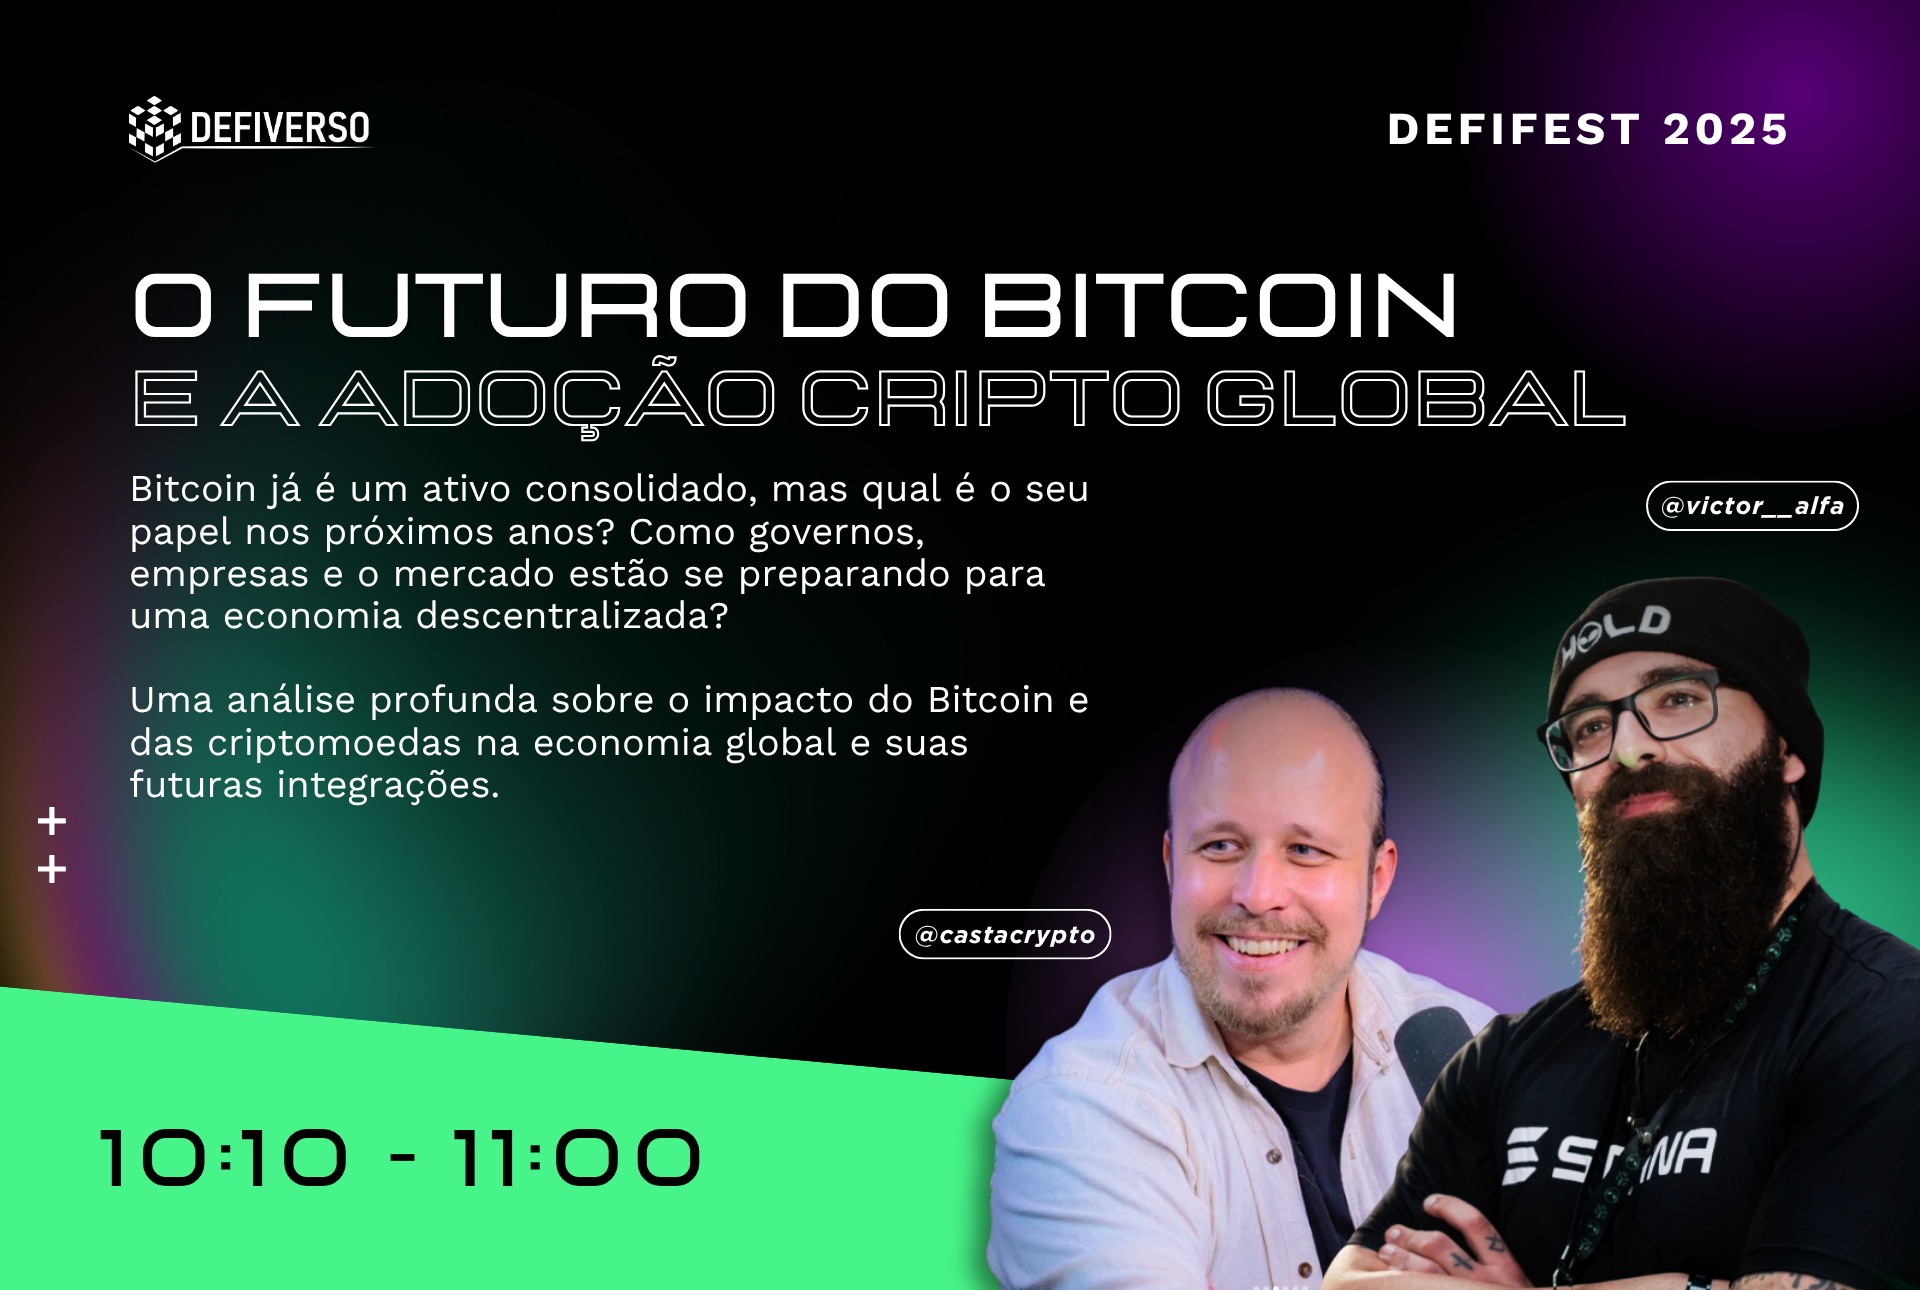 DEFIVERSO
DEFIFEST 2025
O FUTURO DO BITCOIN
E A ADOÇÃO CRIPTO GLOBAL
Bitcoin já é um ativo consolidado, mas qual é o seu
papel nos próximos anos? Como governos,
empresas e o mercado estão se preparando para
uma economia descentralizada?
Uma análise profunda sobre o impacto do Bitcoin e
das criptomoedas na economia global e suas
futuras integrações.
@victor__alfa
HOLD
@castacrypto
10:10 - 11:00